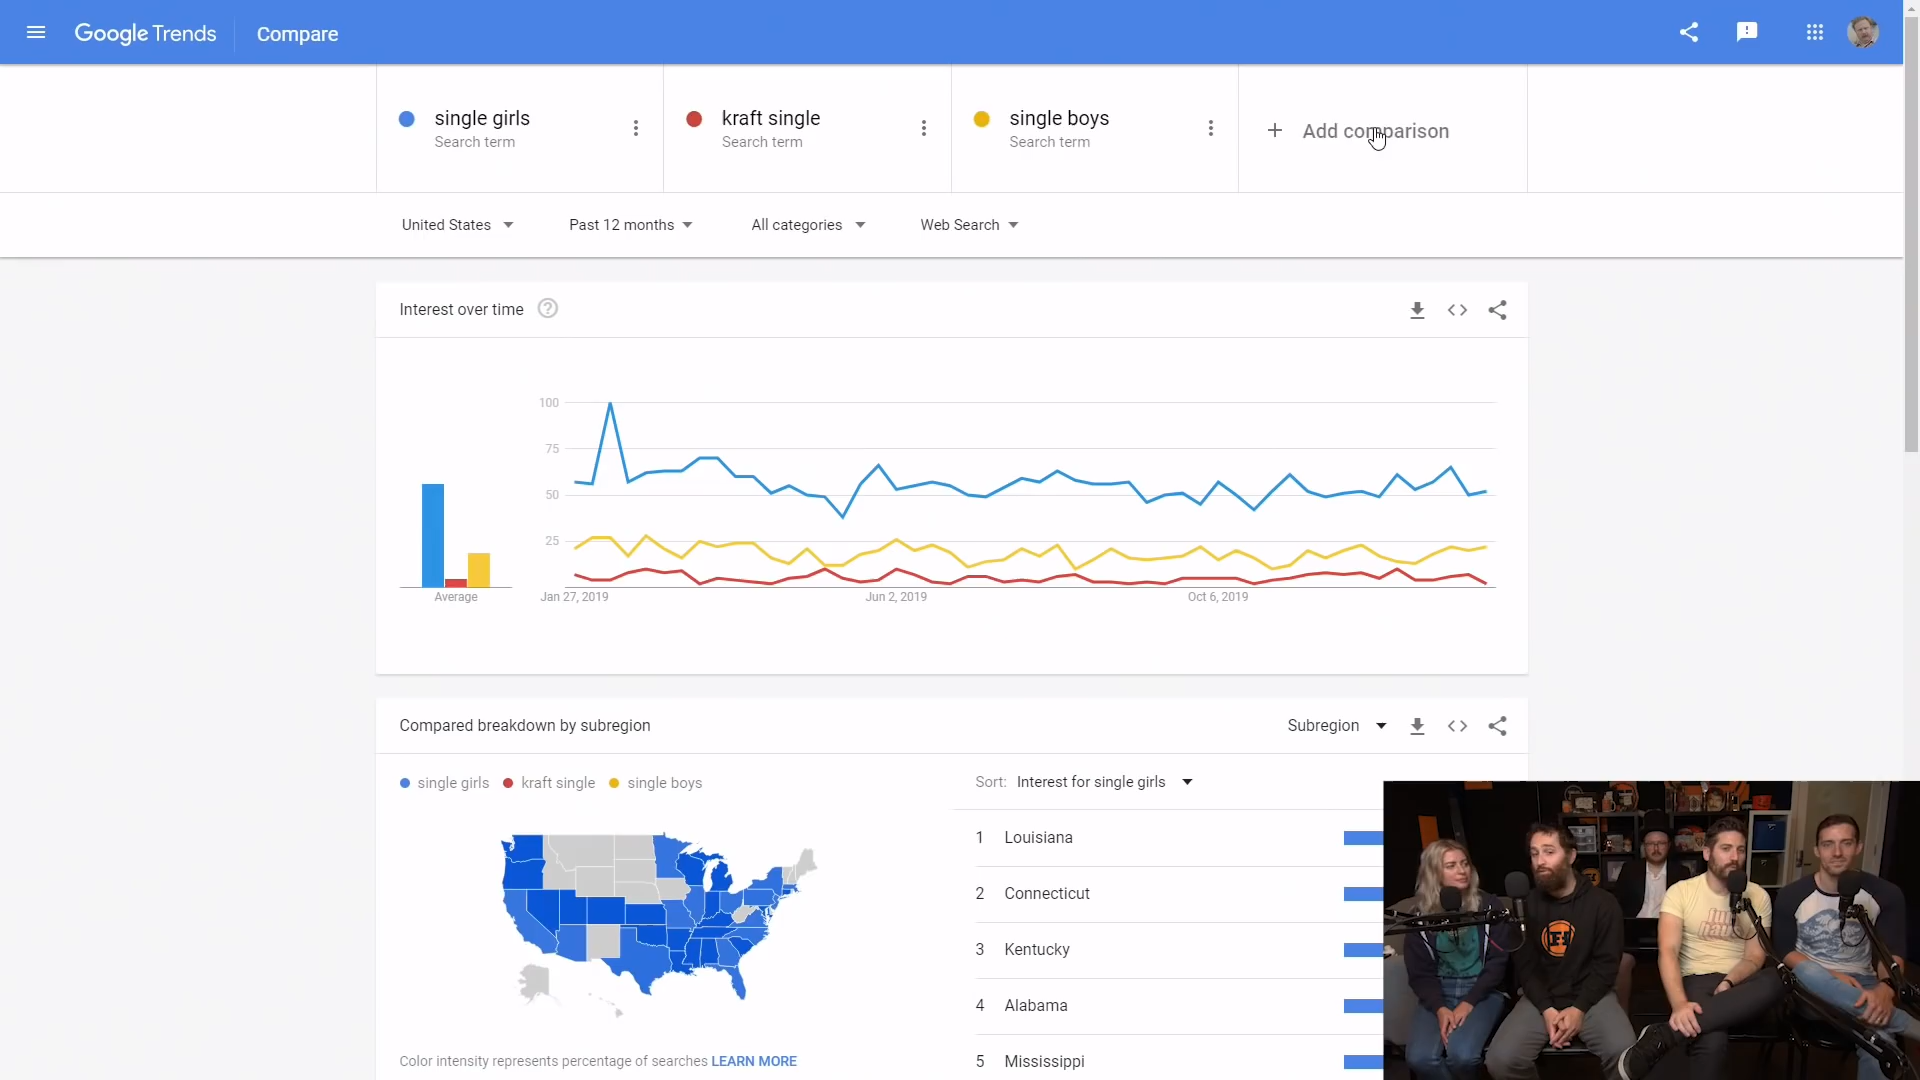 Google Trends
Compare
single girls
Search term
kraft single
Search term
single boys
Search term
+ Add comparison
United States
Past 12 months
All categories
Web Search
Interest over time
100
75
50
25
Average
Jan 27, 2019
Jun 2, 2019
Oct 6, 2019
Compared breakdown by subregion
Subregion
single girls
kraft single
single boys
Sort: Interest for single girls
1 Louisiana
2 Connecticut
3 Kentucky
4 Alabama
5 Mississippi
Color intensity represents percentage of searches LEARN MORE